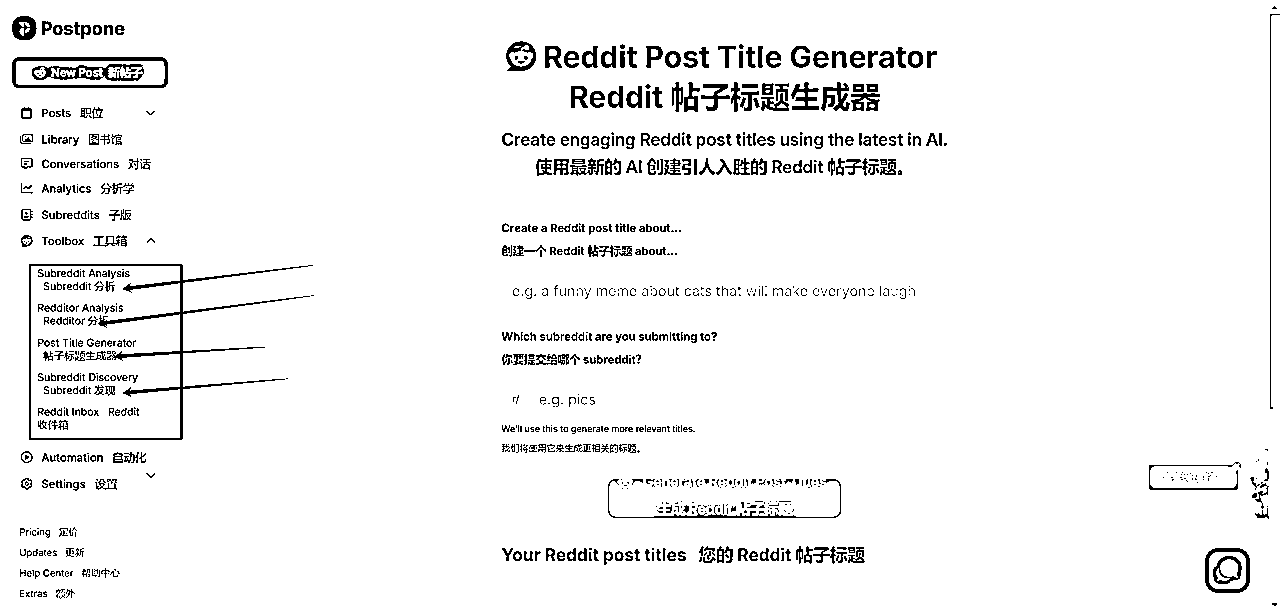 Postpone
New Post 新帖子
Posts 职位
Library 图书馆
Conversations 对话
Analytics 分析学
Subreddits 子版
Toolbox 工具箱
Subreddit Analysis
Subreddit 分析
Redditor Analysis
Redditor 分析
Post Title Generator
帖子标题生成器
Subreddit Discovery
Subreddit 发现
Reddit Inbox Reddit
收件箱
Automation 自动化
Settings 设置
Pricing 定价
Updates 更新
Help Center 帮助中心
Extras 额外
Reddit Post Title Generator
Reddit 帖子标题生成器
Create engaging Reddit post titles using the latest in AI.
使用最新的 AI 创建引人入胜的 Reddit 帖子标题。
Create a Reddit post title about...
创建一个 Reddit 帖子标题 about...
e.g. a funny meme about cats that will make everyone laugh
Which subreddit are you submitting to?
你要提交给哪个 subreddit?
r/ e.g. pics
We'll use this to generate more relevant titles.
我们将使用它来生成更相关的标题。
Generate Reddit Post Titles
生成 Reddit 帖子标题
Your Reddit post titles 您的 Reddit 帖子标题